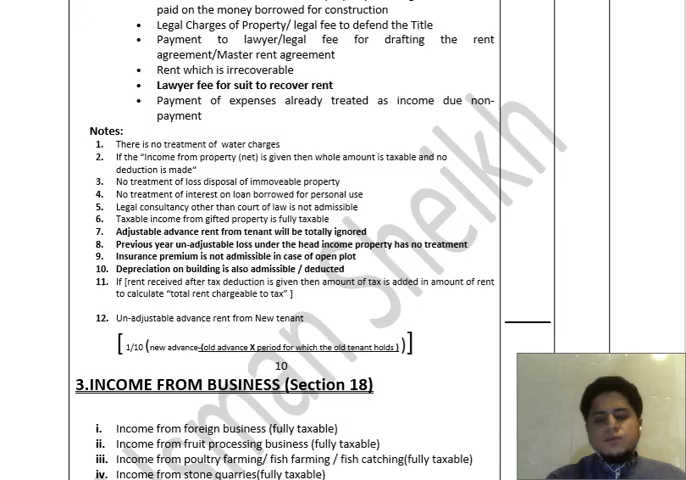 paid on the money borrowed for construction
• Legal Charges of Property/ legal fee to defend the Title
• Payment to lawyer/legal fee for drafting the rent
agreement/Master rent agreement
• Rent which is irrecoverable
• Lawyer fee for suit to recover rent
• Payment of expenses already treated as income due non-
payment
Notes:
1. There is no treatment of water charges
2. If the "Income from property (net) is given then whole amount is taxable and no
deduction is made"
3. No treatment of loss disposal of immoveable property
4. No treatment of interest on loan borrowed for personal use
5. Legal consultancy other than court of law is not admissible
6. Taxable income from gifted property is fully taxable
7. Adjustable advance rent from tenant will be totally ignored
8. Previous year un-adjustable loss under the head income property has no treatment
9. Insurance premium is not admissible in case of open plot
10. Depreciation on building is also admissible / deducted
11. If [rent received after tax deduction is given then amount of tax is added in amount of rent
to calculate "total rent chargeable to tax" ]
12. Un-adjustable advance rent from New tenant
[ 1/10 (new advance-{old advance X period for which the old tenant holds } ) ]
10
3.INCOME FROM BUSINESS (Section 18)
i. Income from foreign business (fully taxable)
ii. Income from fruit processing business (fully taxable)
iii. Income from poultry farming/ fish farming / fish catching(fully taxable)
iv. Income from stone quarries(fully taxable)
sman Sheikh